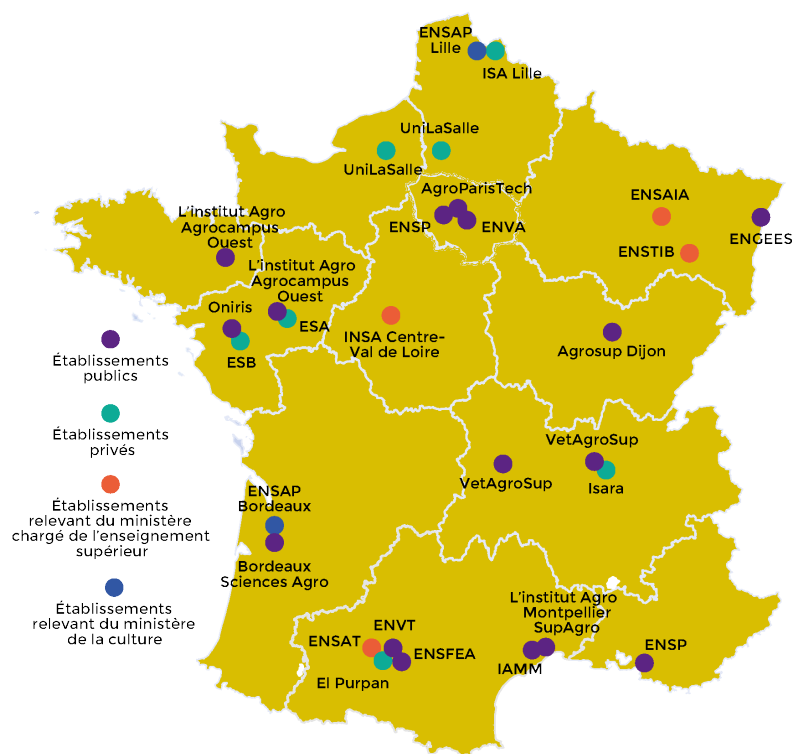 ENSAP
Lille
ISA Lille
UniLaSalle
UniLaSalle
AgroParisTech
ENSP
ENVA
ENSAIA
ENSTIB
ENGEES
L'institut Agro
Agrocampus
Ouest
L'institut Agro
Agrocampus
Ouest
Oniris
ESA
ESB
INSA Centre-
Val de Loire
Agrosup Dijon
Établissements
publics
Établissements
privés
Établissements
relevant du ministère
chargé de l'enseignement
supérieur
Établissements
relevant du ministère
de la culture
VetAgroSup
VetAgroSup
Isara
ENSAP
Bordeaux
Bordeaux
Sciences Agro
ENVT
ENSAT
ENSFEA
El Purpan
L'institut Agro
Montpellier
SupAgro
IAMM
ENSP